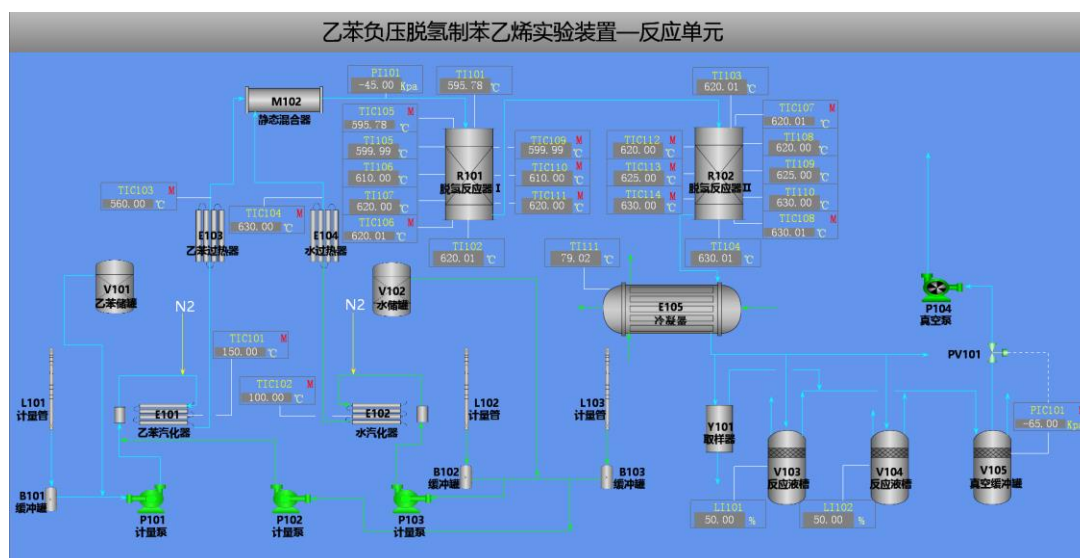 乙苯负压脱氢制苯乙烯实验装置—反应单元
PI101
-45.00 Kpa
TI101
595.78 ℃
TI103
620.01 ℃
M102
静态混合器
TIC105 M
595.78 ℃
TI105
599.99 ℃
TI106
610.00 ℃
TI107
620.00 ℃
TIC106 M
620.01 ℃
R101
脱氢反应器Ⅰ
TIC109 M
599.99 ℃
TIC110 M
610.00 ℃
TIC111 M
620.00 ℃
TIC112 M
620.00 ℃
TIC113 M
625.00 ℃
TIC114 M
630.00 ℃
R102
脱氢反应器Ⅱ
TIC107 M
620.01 ℃
TI108
620.00 ℃
TI109
625.00 ℃
TI110
630.00 ℃
TIC108 M
630.01 ℃
TIC103 M
560.00 ℃
TIC104 M
630.00 ℃
E103
乙苯过热器
E104
水过热器
TI102
620.01 ℃
TI111
79.02 ℃
TI104
630.01 ℃
V101
乙苯储罐
V102
水储罐
E105
冷凝器
P104
真空泵
N2
N2
TIC101 M
150.00 ℃
TIC102 M
100.00 ℃
PV101
L101
计量管
E101
乙苯汽化器
E102
水汽化器
L102
计量管
L103
计量管
Y101
取样器
PIC101 M
-65.00 Kpa
B101
缓冲罐
P101
计量泵
P102
计量泵
P103
计量泵
B102
缓冲罐
B103
缓冲罐
V103
反应液槽
V104
反应液槽
V105
真空缓冲罐
LI101
50.00 %
LI102
50.00 %